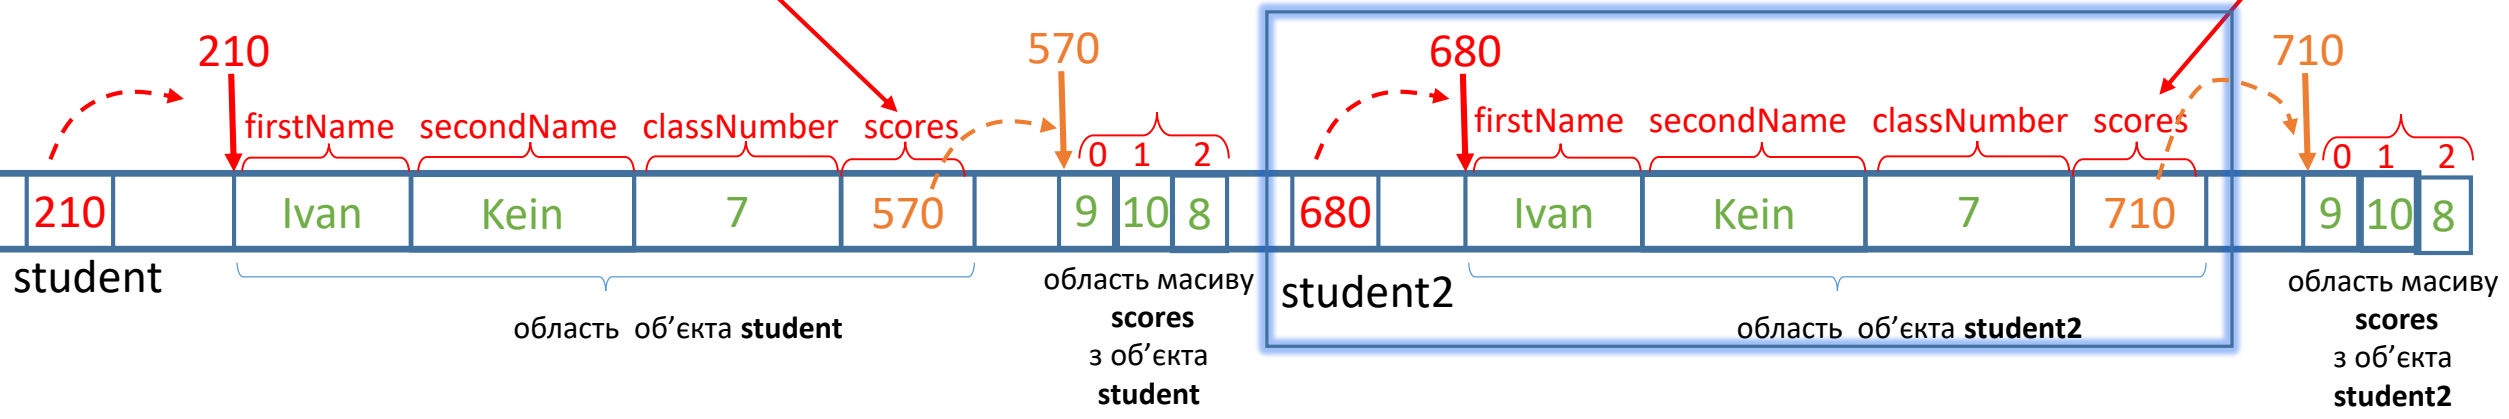 210 570 680 710
firstName secondName classNumber scores 0 1 2 firstName secondName classNumber scores 0 1 2
210 Ivan Kein 7 570 9 10 8 680 Ivan Kein 7 710 9 10 8
student
student2
область об’єкта student
область масиву
scores
з об’єкта
student
область об’єкта student2
область масиву
scores
з об’єкта
student2